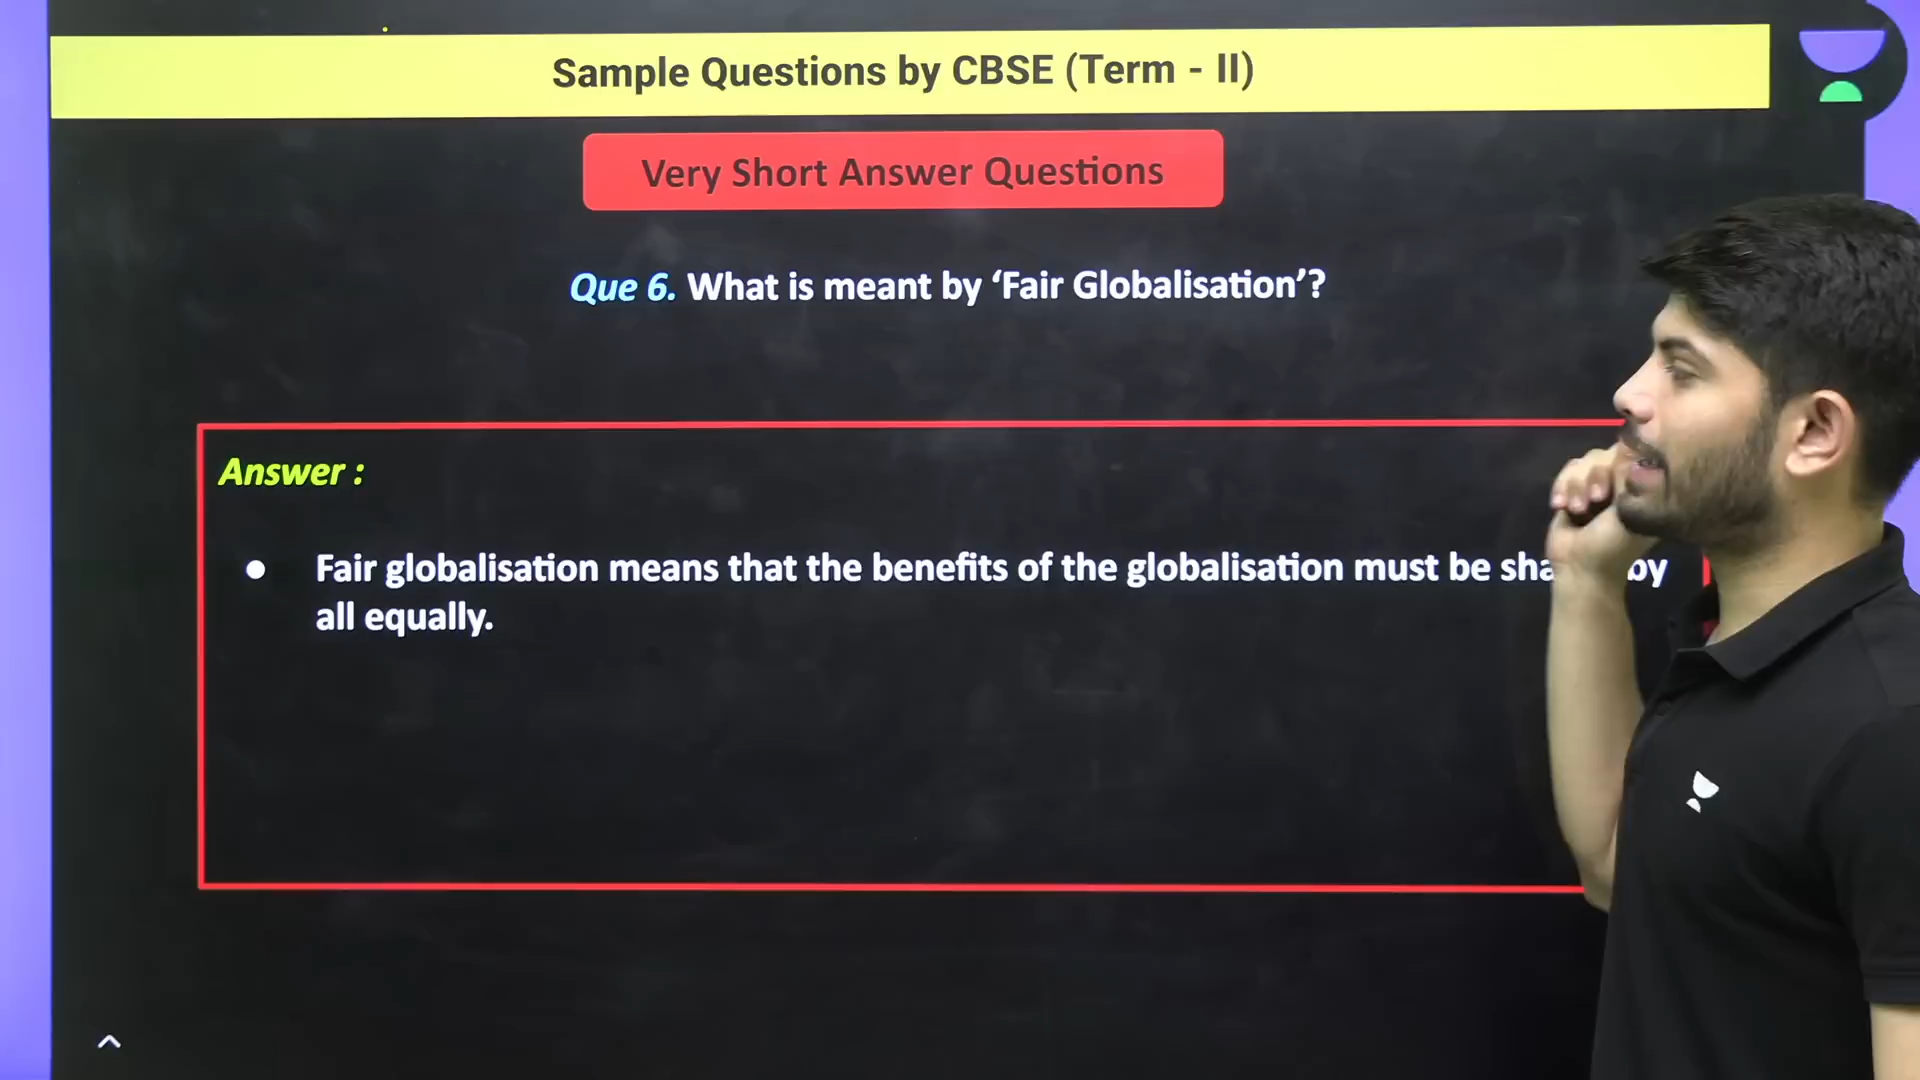 Sample Questions by CBSE (Term - II)
Very Short Answer Questions
Que 6. What is meant by ‘Fair Globalisation’?
Answer :
● Fair globalisation means that the benefits of the globalisation must be by
all equally.